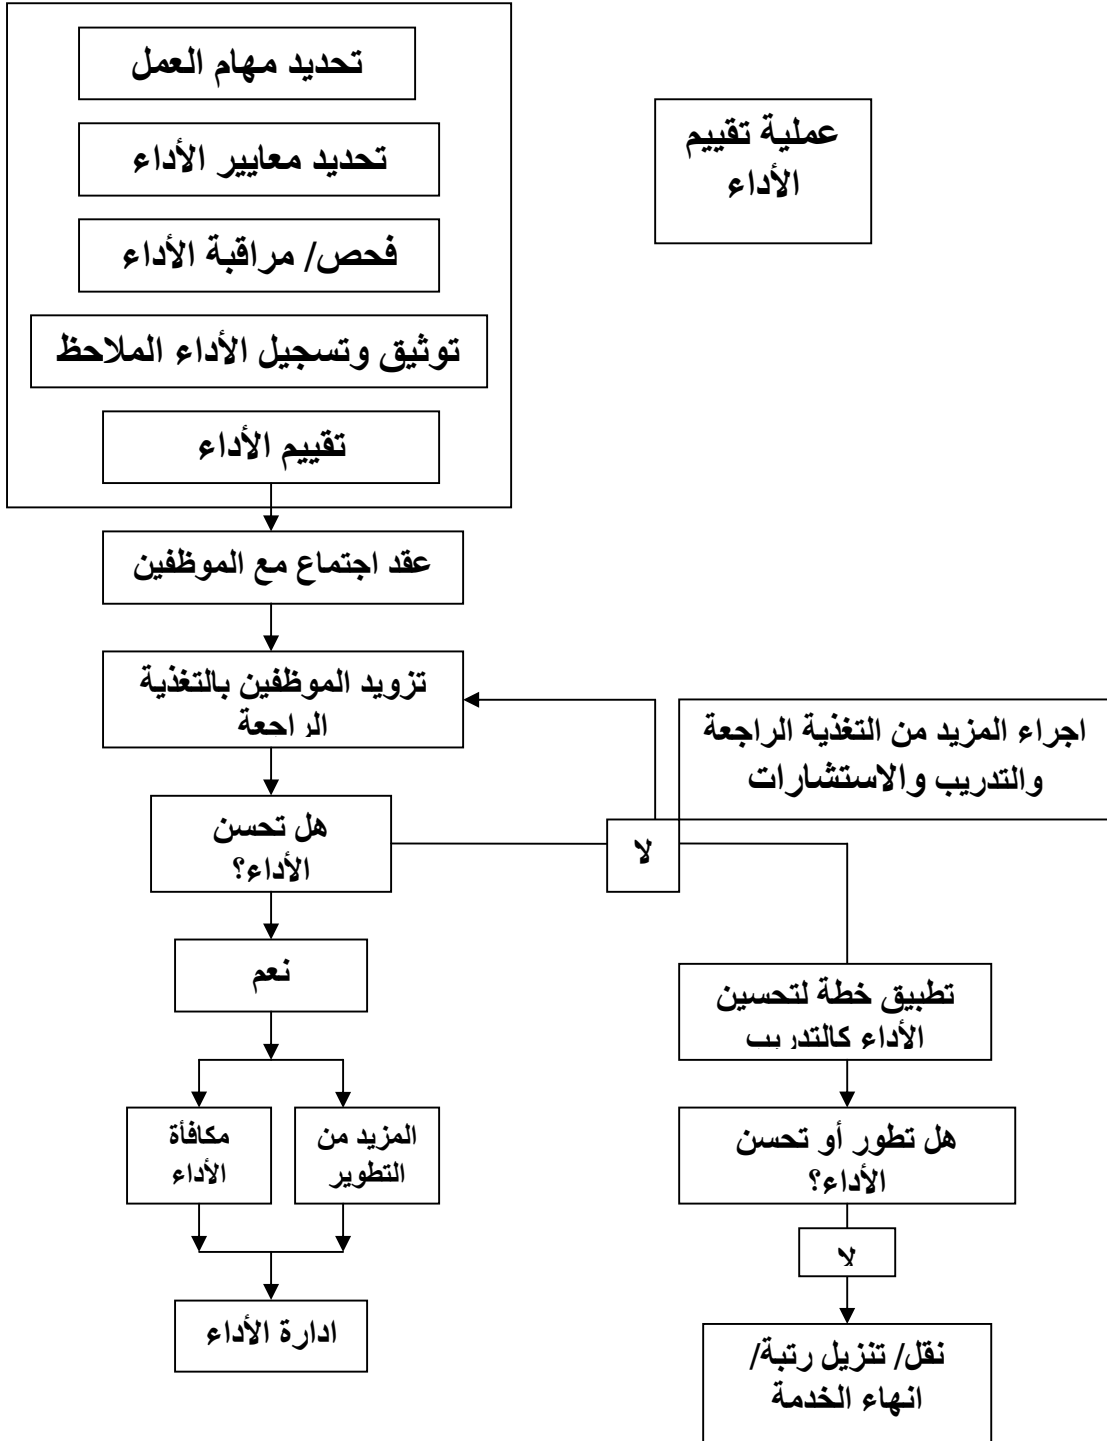 تحديد مهام العمل
عملية تقييم
الأداء
تحديد معايير الأداء
فحص/ مراقبة الأداء
توثيق وتسجيل الأداء الملاحظ
تقييم الأداء
عقد اجتماع مع الموظفين
تزويد الموظفين بالتغذية
الراجعة
اجراء المزيد من التغذية الراجعة
والتدريب والاستشارات
هل تحسن
الأداء؟
لا
نعم
تطبيق خطة لتحسين
الأداء كالتدريب
مكافأة
الأداء
المزيد من
التطوير
هل تطور أو تحسن
الأداء؟
لا
ادارة الأداء
نقل/ تنزيل رتبة/
انهاء الخدمة